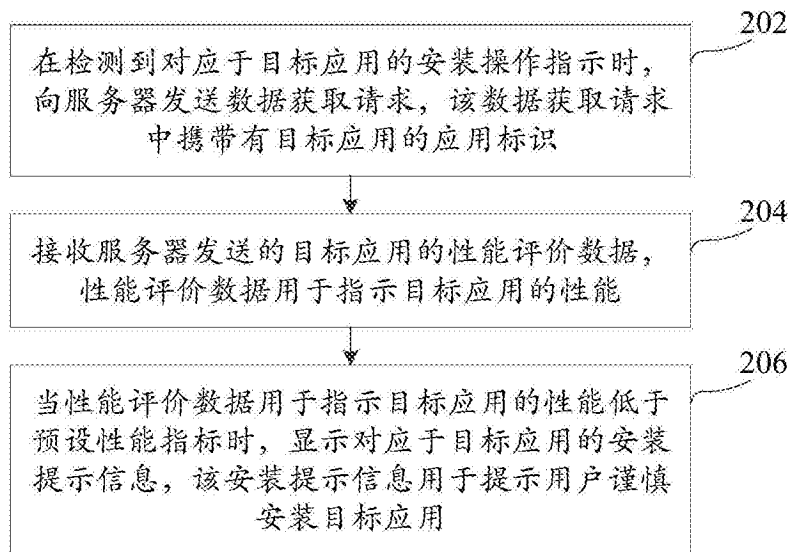 202
在检测到对应于目标应用的安装操作指示时，
向服务器发送数据获取请求，该数据获取请求
中携带有目标应用的应用标识
204
接收服务器发送的目标应用的性能评价数据，
性能评价数据用于指示目标应用的性能
206
当性能评价数据用于指示目标应用的性能低于
预设性能指标时，显示对应于目标应用的安装
提示信息，该安装提示信息用于提示用户谨慎
安装目标应用